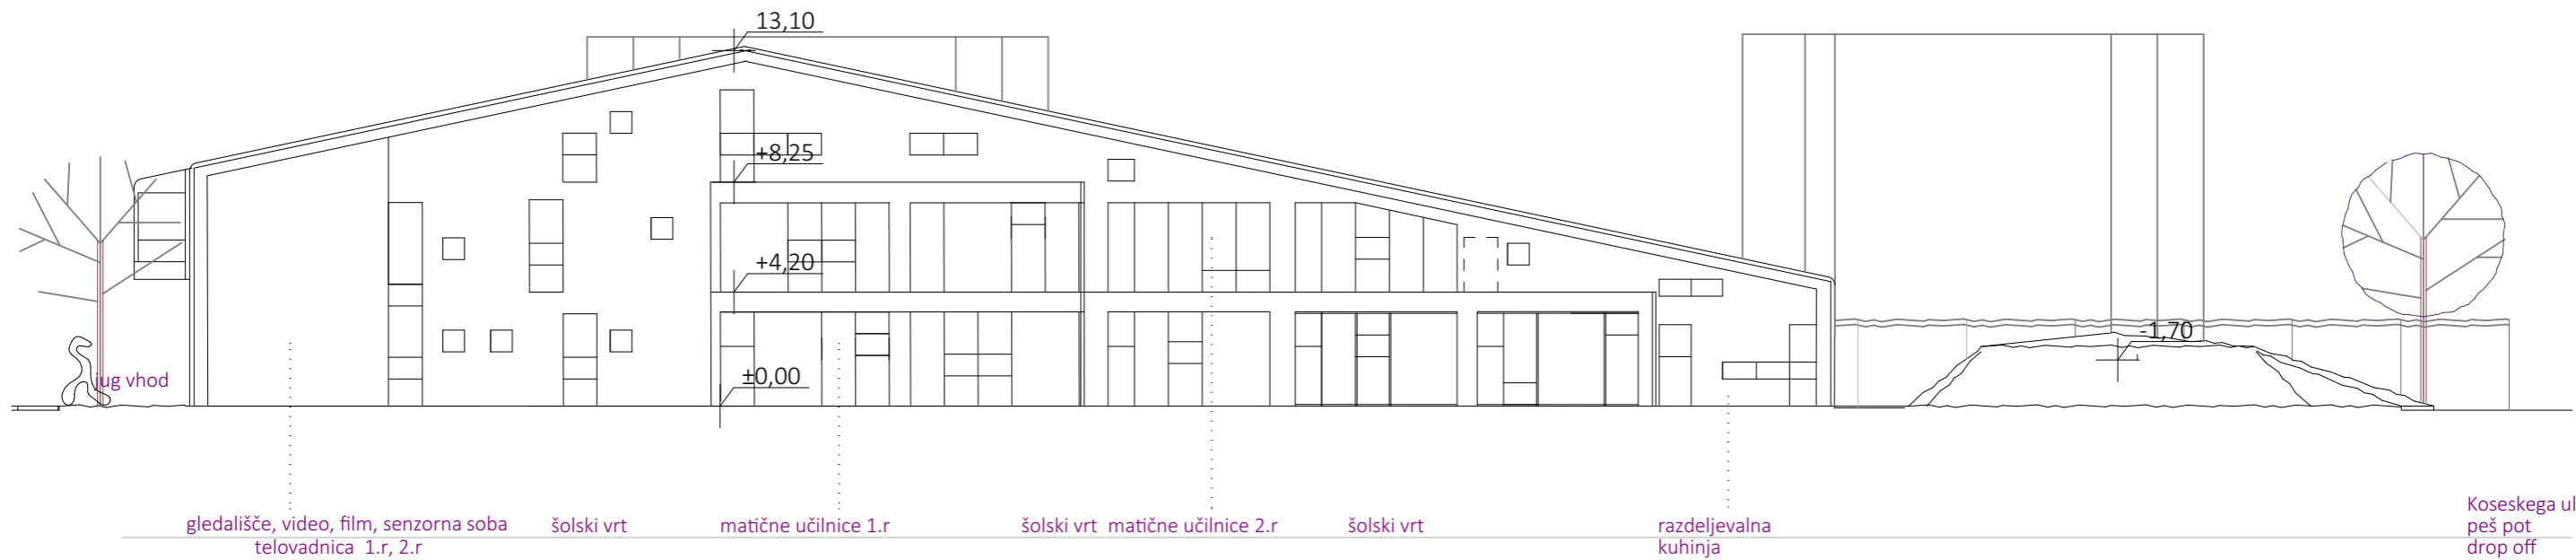 13,10
+8,25
+4,20
±0,00
-1,70
jug vhod
gledališče, video, film, senzorna soba
telovadnica 1.r, 2.r
šolski vrt
matične učilnice 1.r
šolski vrt
matične učilnice 2.r
šolski vrt
razdeljevalna
kuhinja
Koseskega ul
peš pot
drop off